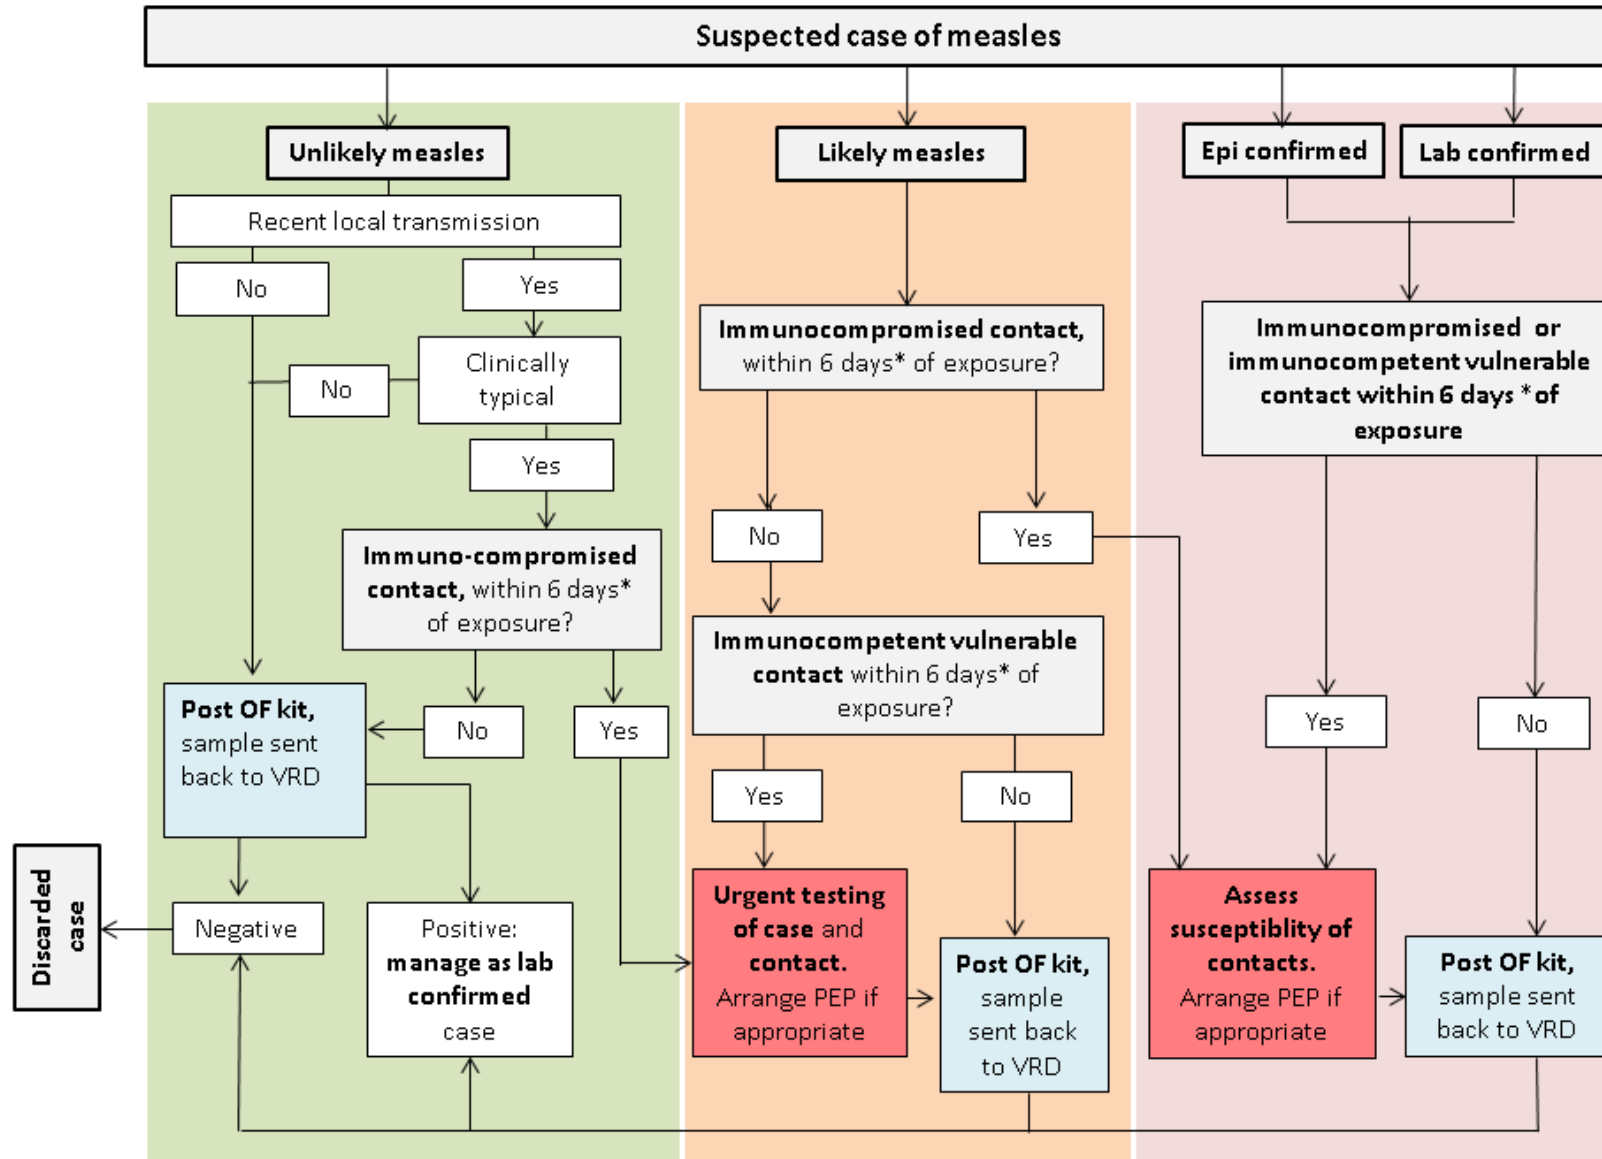 Suspected case of measles
Unlikely measles
Recent local transmission
No
Yes
Clinically
typical
No
Yes
Immuno-compromised
contact, within 6 days*
of exposure?
No
Yes
Post OF kit,
sample sent
back to VRD
Negative
Positive:
manage as lab
confirmed
case
Discarded
case
Likely measles
Immunocompromised contact,
within 6 days* of exposure?
No
Yes
Immunocompetent vulnerable
contact within 6 days* of
exposure?
Yes
No
Urgent testing
of case and
contact.
Arrange PEP if
appropriate
Post OF kit,
sample
sent back
to VRD
Epi confirmed
Lab confirmed
Immunocompromised or
immunocompetent vulnerable
contact within 6 days *of
exposure
Yes
No
Assess
susceptiblity of
contacts.
Arrange PEP if
appropriate
Post OF kit,
sample sent
back to VRD